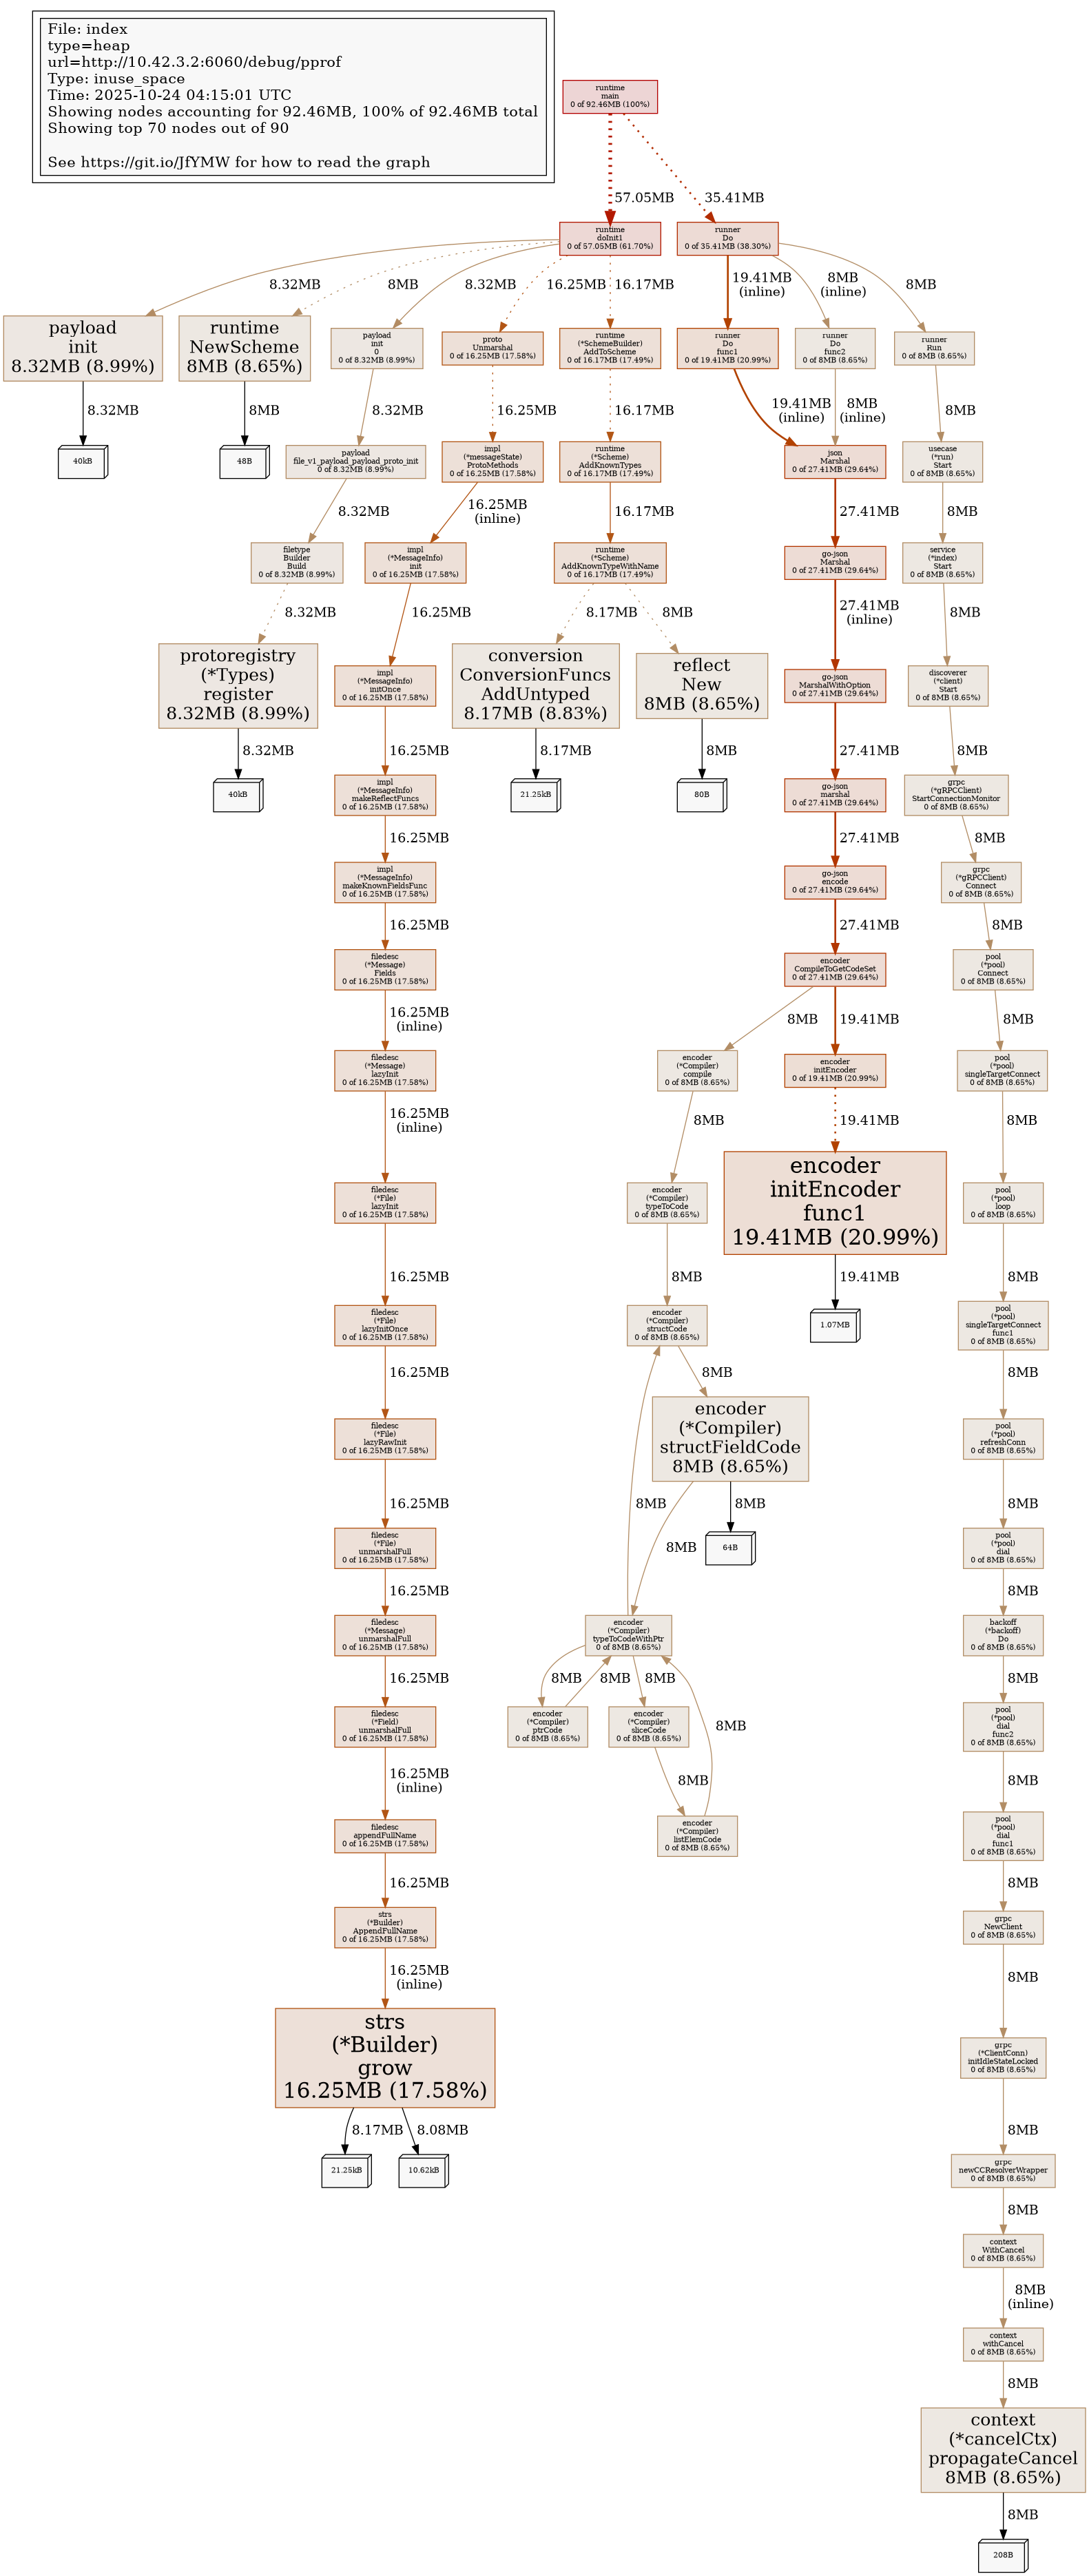 File: index
type=heap
url=http://10.42.3.2:6060/debug/pprof
Type: inuse_space
Time: 2025-10-24 04:15:01 UTC
Showing nodes accounting for 92.46MB, 100% of 92.46MB total
Showing top 70 nodes out of 90
See https://git.io/JfYMW for how to read the graph
runtime
main
0 of 92.46MB (100%)
57.05MB
35.41MB
runtime
doInit1
0 of 57.05MB (61.70%)
runner
Do
0 of 35.41MB (38.30%)
8.32MB
8MB
8.32MB
16.25MB
16.17MB
19.41MB
(inline)
8MB
(inline)
8MB
payload
init
8.32MB (8.99%)
runtime
NewScheme
8MB (8.65%)
payload
init
0
0 of 8.32MB (8.99%)
proto
Unmarshal
0 of 16.25MB (17.58%)
runtime
(*SchemeBuilder)
AddToScheme
0 of 16.17MB (17.49%)
runner
Do
func1
0 of 19.41MB (20.99%)
runner
Do
func2
0 of 8MB (8.65%)
runner
Run
0 of 8MB (8.65%)
8.32MB
8MB
8.32MB
16.25MB
16.17MB
19.41MB
(inline)
8MB
(inline)
8MB
40kB
48B
payload
file_v1_payload_payload_proto_init
0 of 8.32MB (8.99%)
impl
(*messageState)
ProtoMethods
0 of 16.25MB (17.58%)
runtime
(*Scheme)
AddKnownTypes
0 of 16.17MB (17.49%)
json
Marshal
0 of 27.41MB (29.64%)
usecase
(*run)
Start
0 of 8MB (8.65%)
8.32MB
16.25MB
(inline)
16.17MB
27.41MB
8MB
filetype
Builder
Build
0 of 8.32MB (8.99%)
impl
(*MessageInfo)
init
0 of 16.25MB (17.58%)
runtime
(*Scheme)
AddKnownTypeWithName
0 of 16.17MB (17.49%)
go-json
Marshal
0 of 27.41MB (29.64%)
service
(*index)
Start
0 of 8MB (8.65%)
8.32MB
16.25MB
8.17MB
8MB
27.41MB
(inline)
8MB
protoregistry
(*Types)
register
8.32MB (8.99%)
impl
(*MessageInfo)
initOnce
0 of 16.25MB (17.58%)
conversion
ConversionFuncs
AddUntyped
8.17MB (8.83%)
reflect
New
8MB (8.65%)
go-json
MarshalWithOption
0 of 27.41MB (29.64%)
discoverer
(*client)
Start
0 of 8MB (8.65%)
8.32MB
16.25MB
8.17MB
8MB
27.41MB
8MB
40kB
impl
(*MessageInfo)
makeReflectFuncs
0 of 16.25MB (17.58%)
21.25kB
80B
go-json
marshal
0 of 27.41MB (29.64%)
grpc
(*gRPCClient)
StartConnectionMonitor
0 of 8MB (8.65%)
16.25MB
27.41MB
8MB
impl
(*MessageInfo)
makeKnownFieldsFunc
0 of 16.25MB (17.58%)
go-json
encode
0 of 27.41MB (29.64%)
grpc
(*gRPCClient)
Connect
0 of 8MB (8.65%)
16.25MB
27.41MB
8MB
filedesc
(*Message)
Fields
0 of 16.25MB (17.58%)
encoder
CompileToGetCodeSet
0 of 27.41MB (29.64%)
pool
(*pool)
Connect
0 of 8MB (8.65%)
16.25MB
(inline)
8MB
19.41MB
8MB
filedesc
(*Message)
lazyInit
0 of 16.25MB (17.58%)
encoder
(*Compiler)
compile
0 of 8MB (8.65%)
encoder
initEncoder
0 of 19.41MB (20.99%)
pool
(*pool)
singleTargetConnect
0 of 8MB (8.65%)
16.25MB
(inline)
8MB
19.41MB
8MB
filedesc
(*File)
lazyInit
0 of 16.25MB (17.58%)
encoder
(*Compiler)
typeToCode
0 of 8MB (8.65%)
encoder
initEncoder
func1
19.41MB (20.99%)
pool
(*pool)
loop
0 of 8MB (8.65%)
16.25MB
8MB
19.41MB
8MB
filedesc
(*File)
lazyInitOnce
0 of 16.25MB (17.58%)
encoder
(*Compiler)
structCode
0 of 8MB (8.65%)
1.07MB
pool
(*pool)
singleTargetConnect
func1
0 of 8MB (8.65%)
16.25MB
8MB
8MB
filedesc
(*File)
lazyRawInit
0 of 16.25MB (17.58%)
encoder
(*Compiler)
structFieldCode
8MB (8.65%)
pool
(*pool)
refreshConn
0 of 8MB (8.65%)
16.25MB
8MB
8MB
8MB
8MB
filedesc
(*File)
unmarshalFull
0 of 16.25MB (17.58%)
64B
pool
(*pool)
dial
0 of 8MB (8.65%)
16.25MB
8MB
filedesc
(*Message)
unmarshalFull
0 of 16.25MB (17.58%)
encoder
(*Compiler)
typeToCodeWithPtr
0 of 8MB (8.65%)
backoff
(*backoff)
Do
0 of 8MB (8.65%)
16.25MB
8MB
8MB
8MB
8MB
8MB
filedesc
(*Field)
unmarshalFull
0 of 16.25MB (17.58%)
encoder
(*Compiler)
ptrCode
0 of 8MB (8.65%)
encoder
(*Compiler)
sliceCode
0 of 8MB (8.65%)
pool
(*pool)
dial
func2
0 of 8MB (8.65%)
16.25MB
(inline)
8MB
8MB
filedesc
appendFullName
0 of 16.25MB (17.58%)
encoder
(*Compiler)
listElemCode
0 of 8MB (8.65%)
pool
(*pool)
dial
func1
0 of 8MB (8.65%)
16.25MB
8MB
strs
(*Builder)
AppendFullName
0 of 16.25MB (17.58%)
grpc
NewClient
0 of 8MB (8.65%)
16.25MB
(inline)
8MB
strs
(*Builder)
grow
16.25MB (17.58%)
grpc
(*ClientConn)
initIdleStateLocked
0 of 8MB (8.65%)
8.17MB
8.08MB
8MB
21.25kB
10.62kB
grpc
newCCResolverWrapper
0 of 8MB (8.65%)
8MB
context
WithCancel
0 of 8MB (8.65%)
8MB
(inline)
context
withCancel
0 of 8MB (8.65%)
8MB
context
(*cancelCtx)
propagateCancel
8MB (8.65%)
8MB
208B